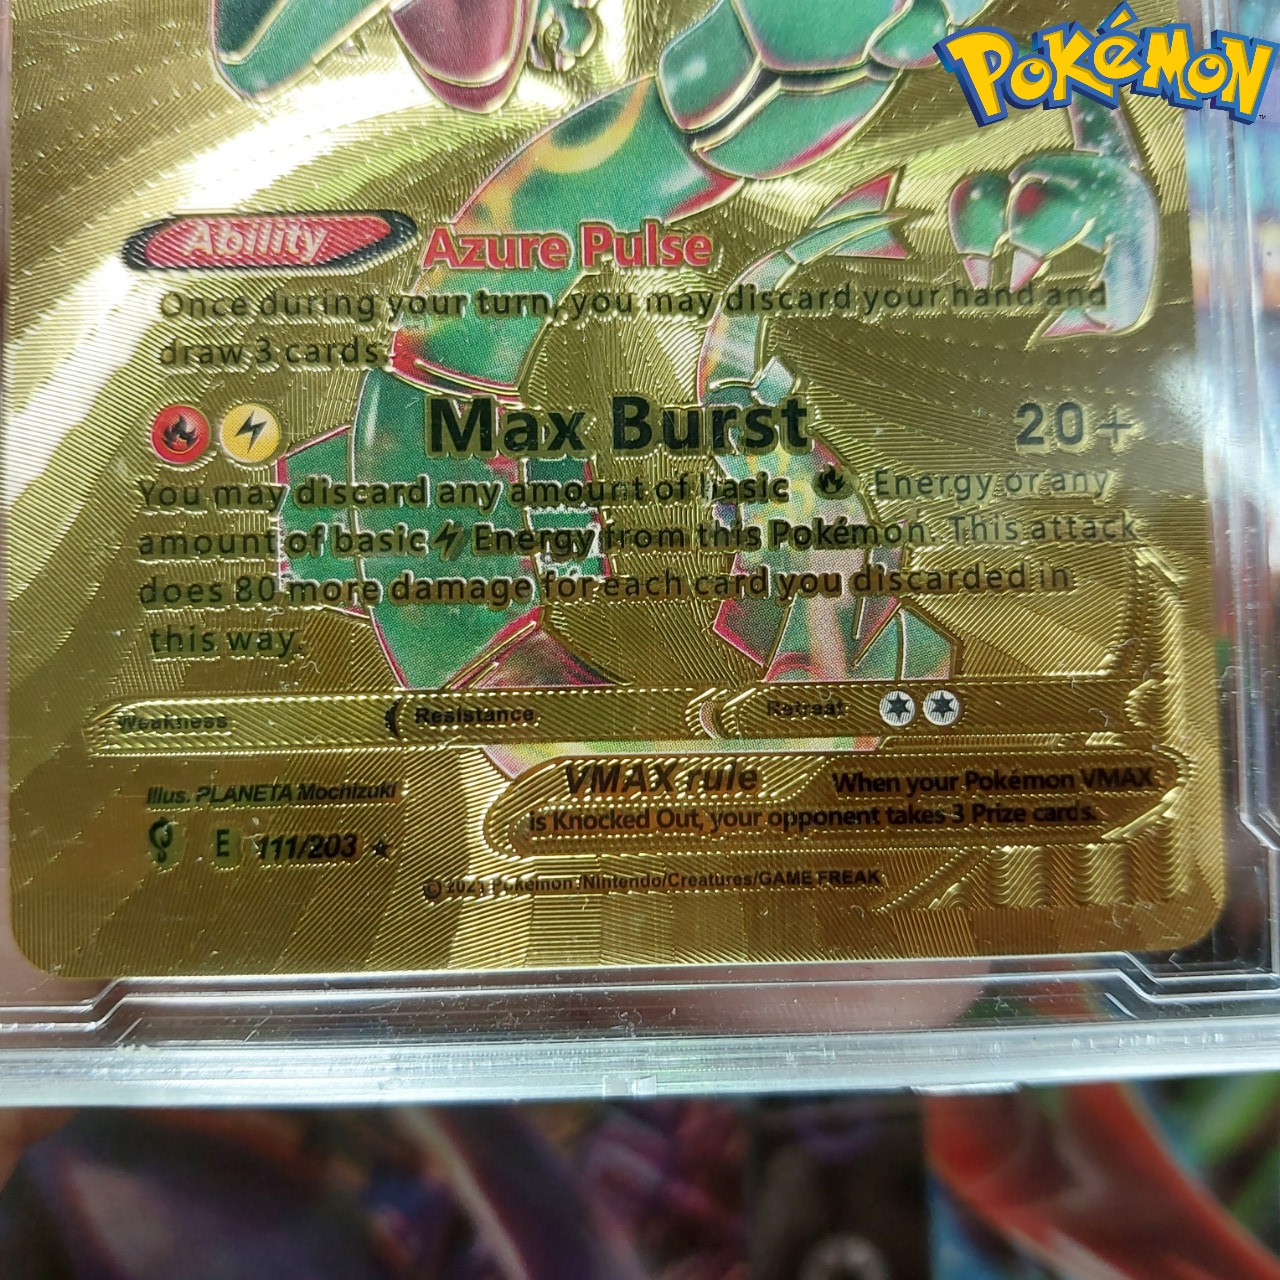 POKÉMON
Ability Azure Pulse
Once during your turn, you may discard your hand and
draw 3 cards.
Max Burst 20+
You may discard any amount of basic Energy or any
amount of basic Energy from this Pokémon. This attack
does 80 more damage for each card you discarded in
this way.
Weakness Resistance Retreat
Illus. PLANETA Mochizuki
VMAX rule When your Pokémon VMAX
is Knocked Out, your opponent takes 3 Prize cards.
E 111/203
©2021 Pokémon/Nintendo/Creatures/GAME FREAK